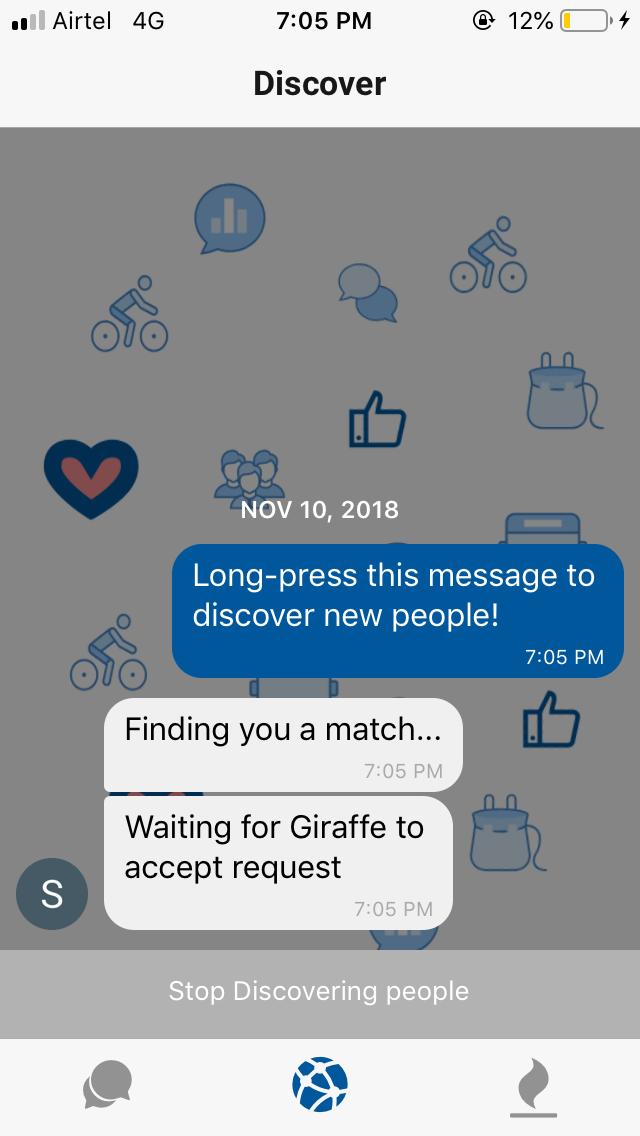 Airtel 4G 7:05 PM 12%
Discover
NOV 10, 2018
Long-press this message to
discover new people!
7:05 PM
Finding you a match...
7:05 PM
Waiting for Giraffe to
accept request
7:05 PM
S
Stop Discovering people